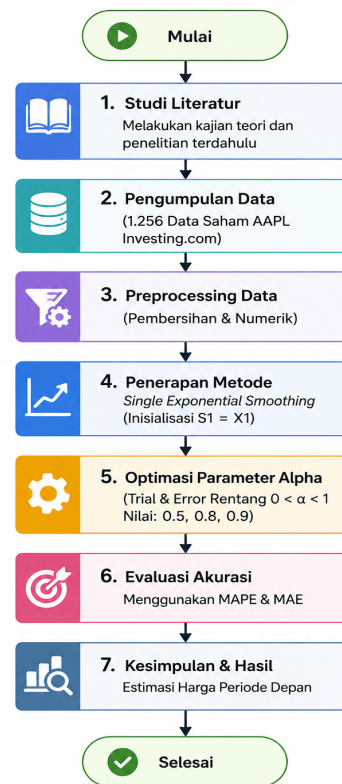 Mulai
1. Studi Literatur
Melakukan kajian teori dan
penelitian terdahulu
2. Pengumpulan Data
(1.256 Data Saham AAPL
Investing.com)
3. Preprocessing Data
(Pembersihan & Numerik)
4. Penerapan Metode
Single Exponential Smoothing
(Inisialisasi S1 = X1)
5. Optimasi Parameter Alpha
(Trial & Error Rentang 0 < α < 1
Nilai: 0.5, 0.8, 0.9)
6. Evaluasi Akurasi
Menggunakan MAPE & MAE
7. Kesimpulan & Hasil
Estimasi Harga Periode Depan
Selesai